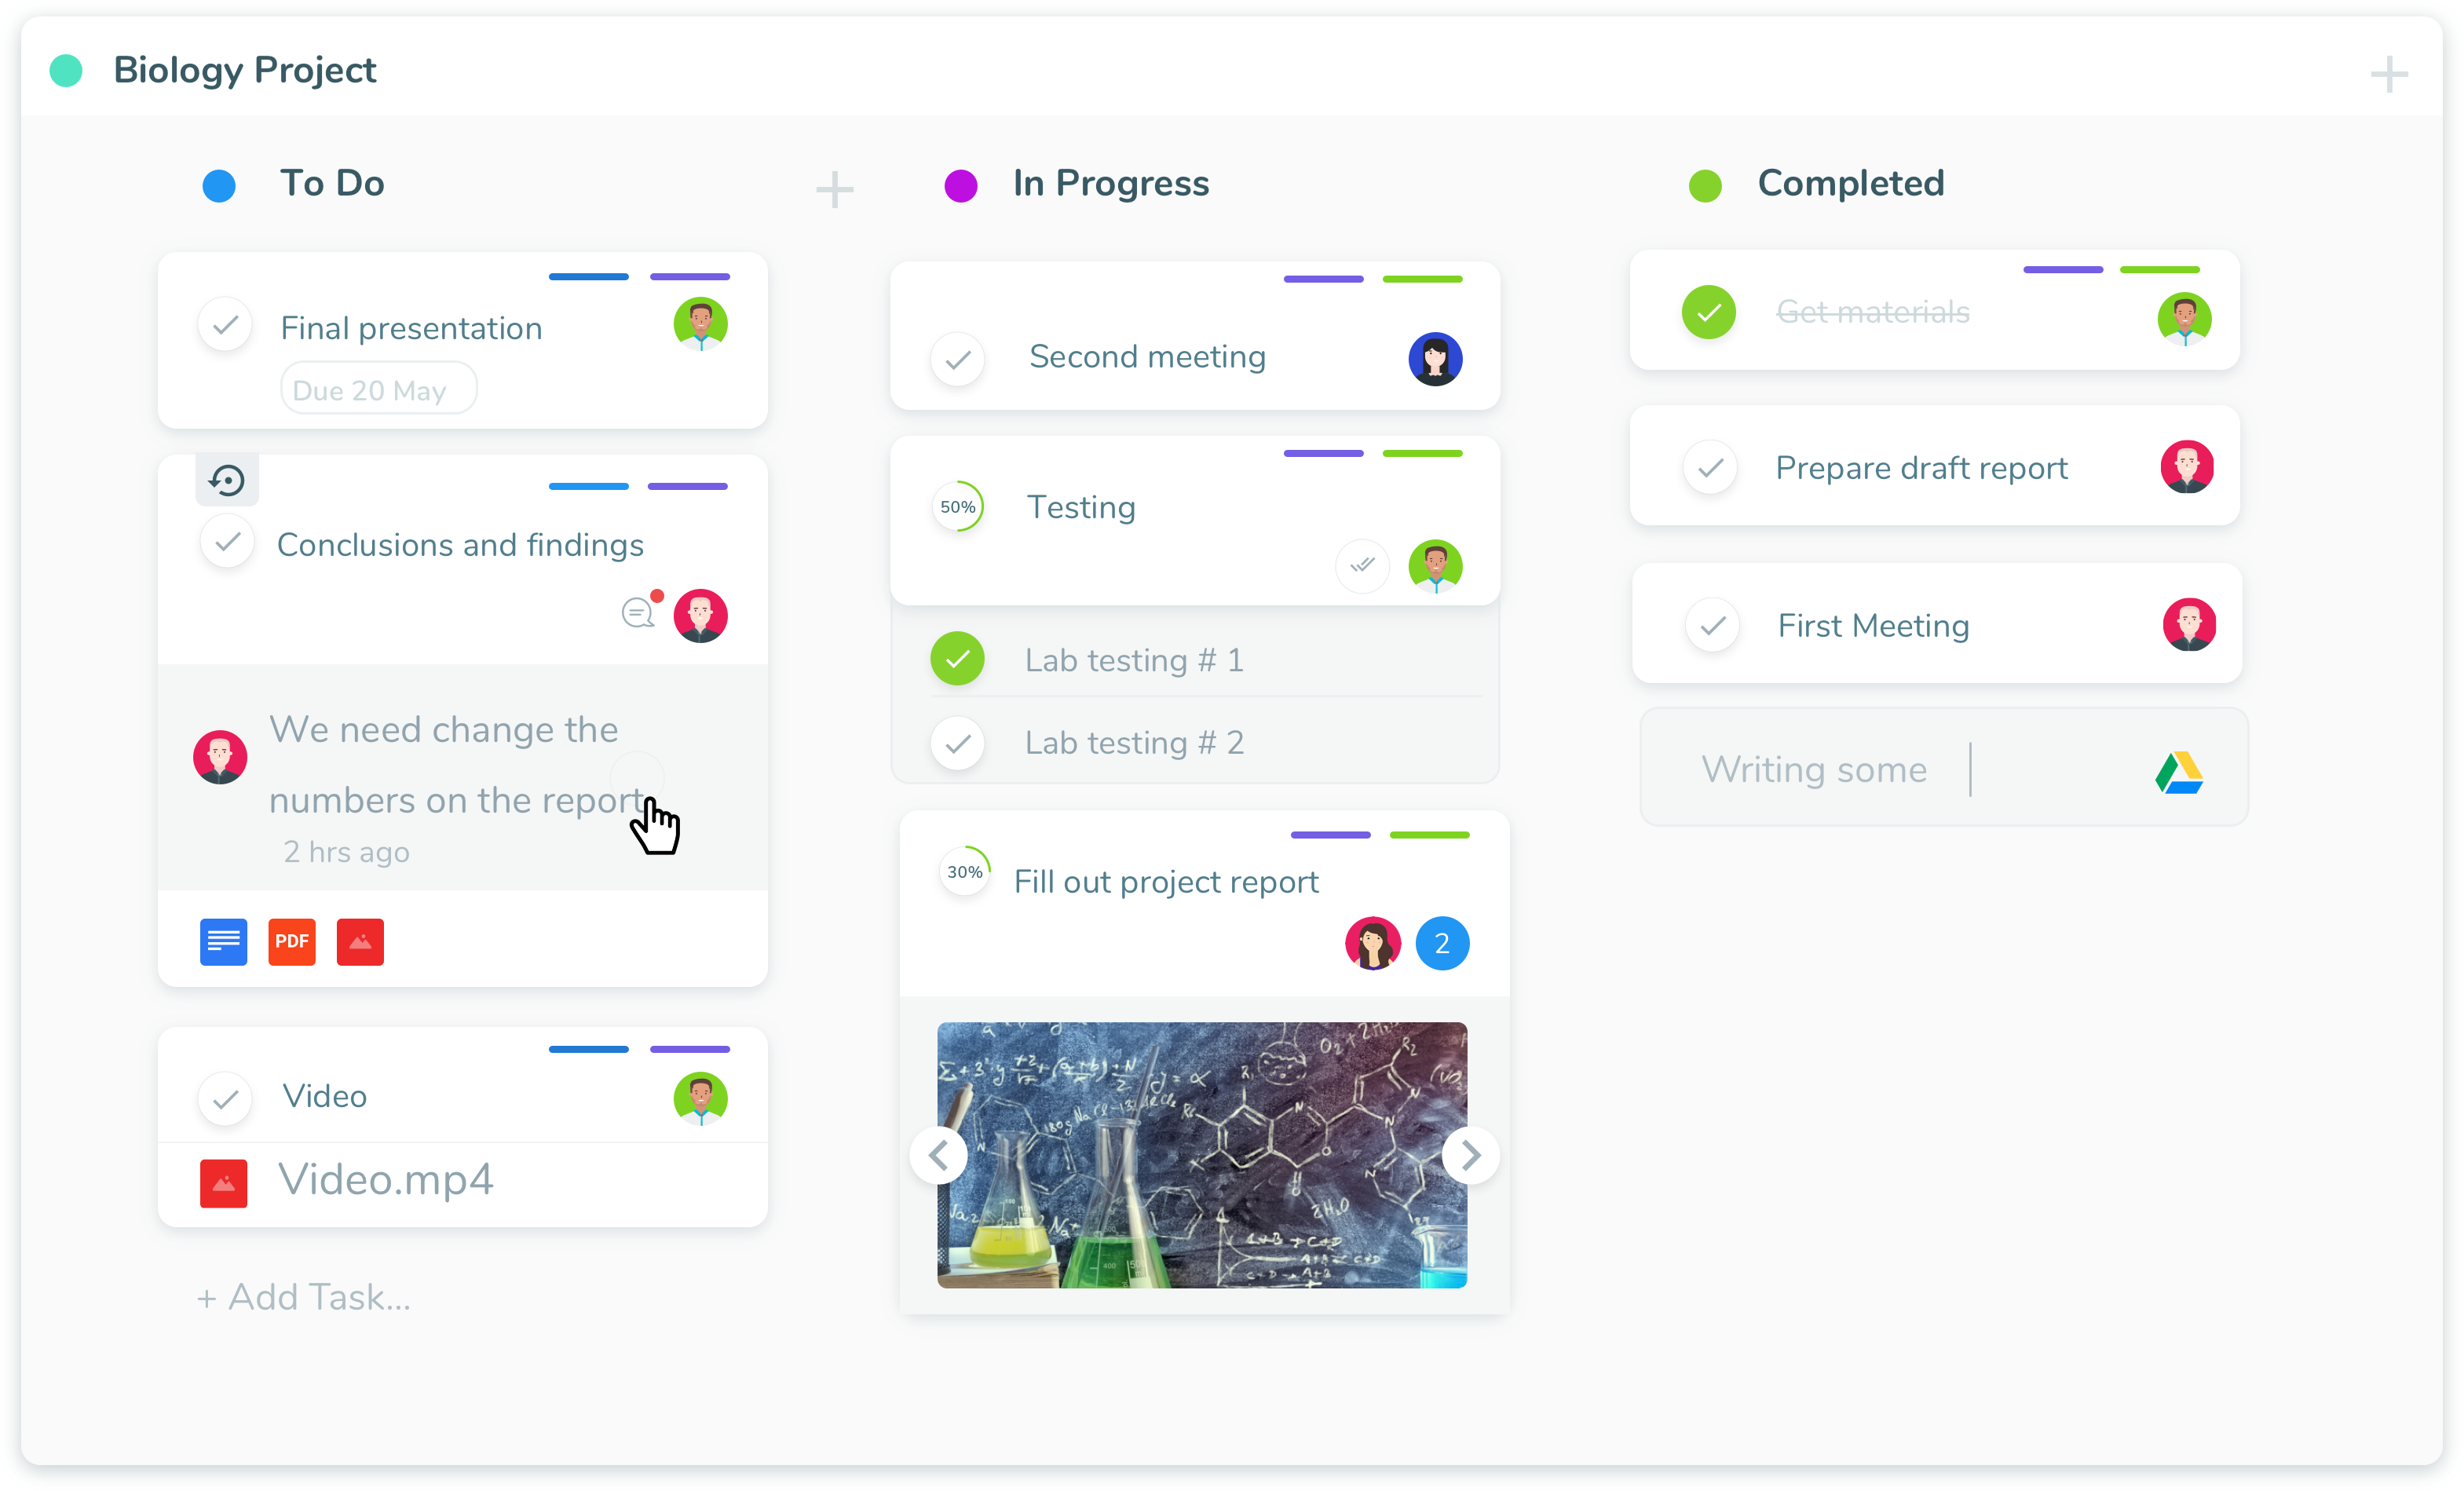 Biology Project
To Do
Final presentation
Due 20 May
Conclusions and findings
We need change the
numbers on the report
2 hrs ago
PDF
Video
Video.mp4
+ Add Task...
In Progress
Second meeting
50%
Testing
Lab testing # 1
Lab testing # 2
30%
Fill out project report
2
2H₂O
A+B → C+D
Completed
Get materials
Prepare draft report
First Meeting
Writing some